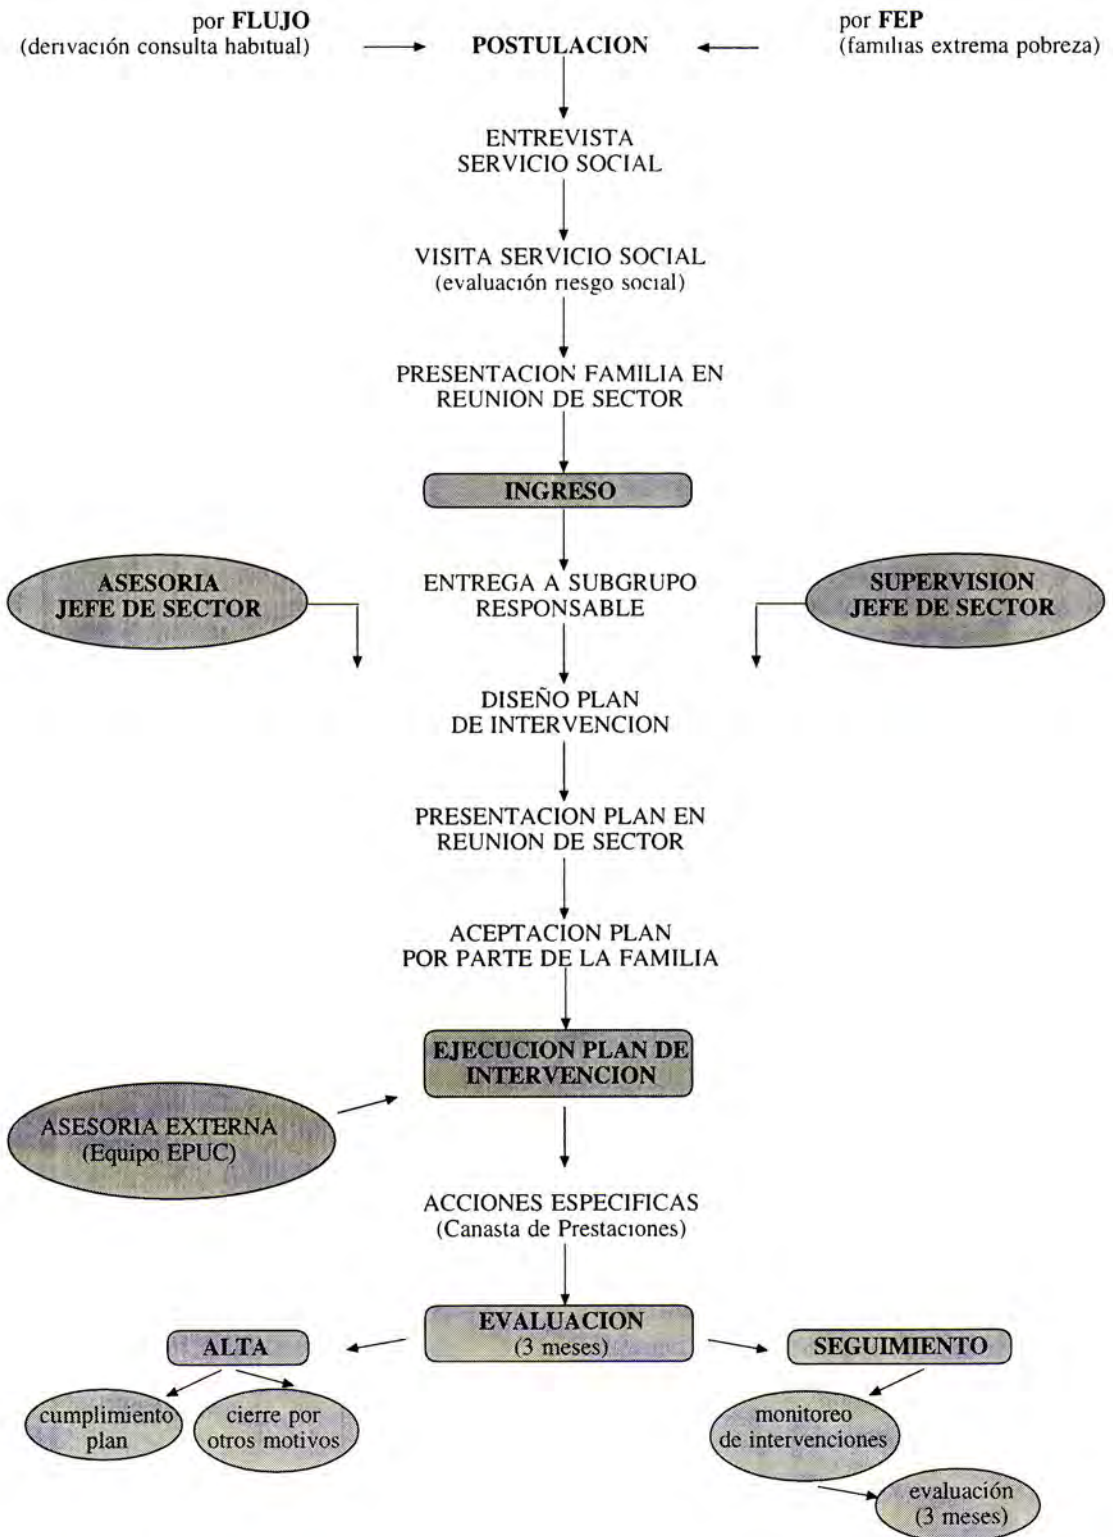 por FLUJO
(derivación consulta habitual)
POSTULACION
por FEP
(familias extrema pobreza)
ENTREVISTA
SERVICIO SOCIAL
VISITA SERVICIO SOCIAL
(evaluación riesgo social)
PRESENTACION FAMILIA EN
REUNION DE SECTOR
INGRESO
ASESORIA
JEFE DE SECTOR
ENTREGA A SUBGRUPO
RESPONSABLE
SUPERVISION
JEFE DE SECTOR
DISEÑO PLAN
DE INTERVENCION
PRESENTACION PLAN EN
REUNION DE SECTOR
ACEPTACION PLAN
POR PARTE DE LA FAMILIA
EJECUCION PLAN DE
INTERVENCION
ASESORIA EXTERNA
(Equipo EPUC)
ACCIONES ESPECIFICAS
(Canasta de Prestaciones)
EVALUACION
(3 meses)
ALTA
SEGUIMIENTO
cumplimiento
plan
cierre por
otros motivos
monitoreo
de intervenciones
evaluación
(3 meses)